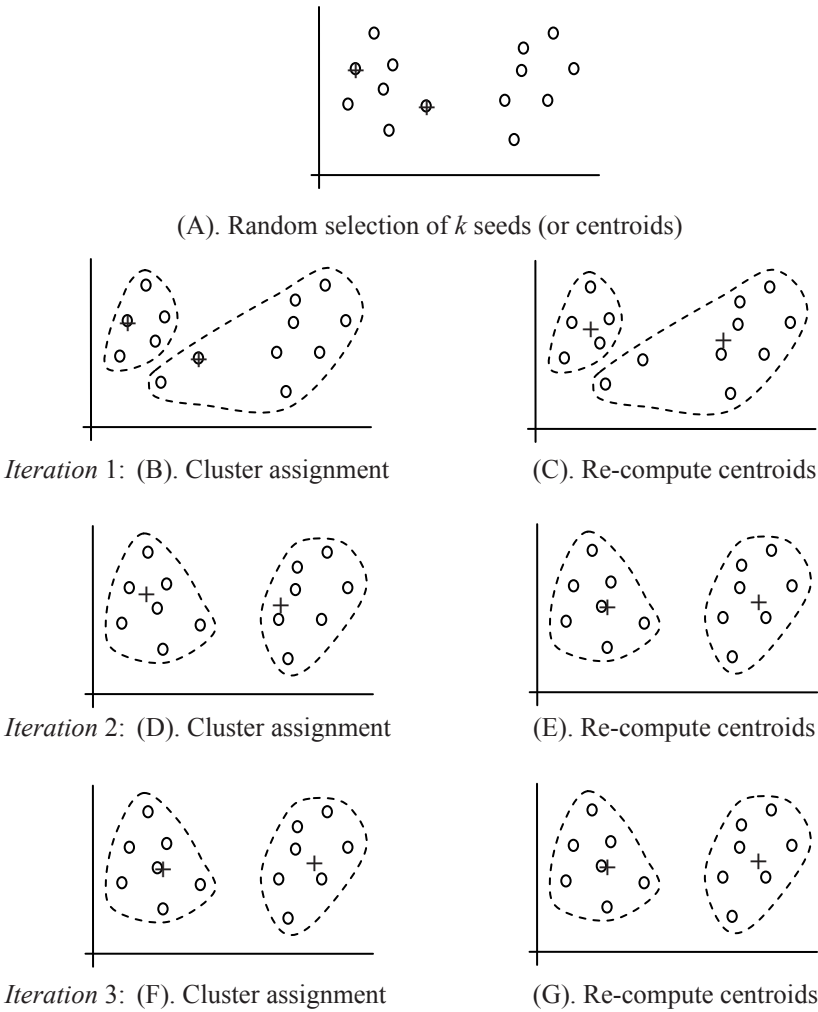 (A). Random selection of k seeds (or centroids)
Iteration 1: (B). Cluster assignment
(C). Re-compute centroids
Iteration 2: (D). Cluster assignment
(E). Re-compute centroids
Iteration 3: (F). Cluster assignment
(G). Re-compute centroids